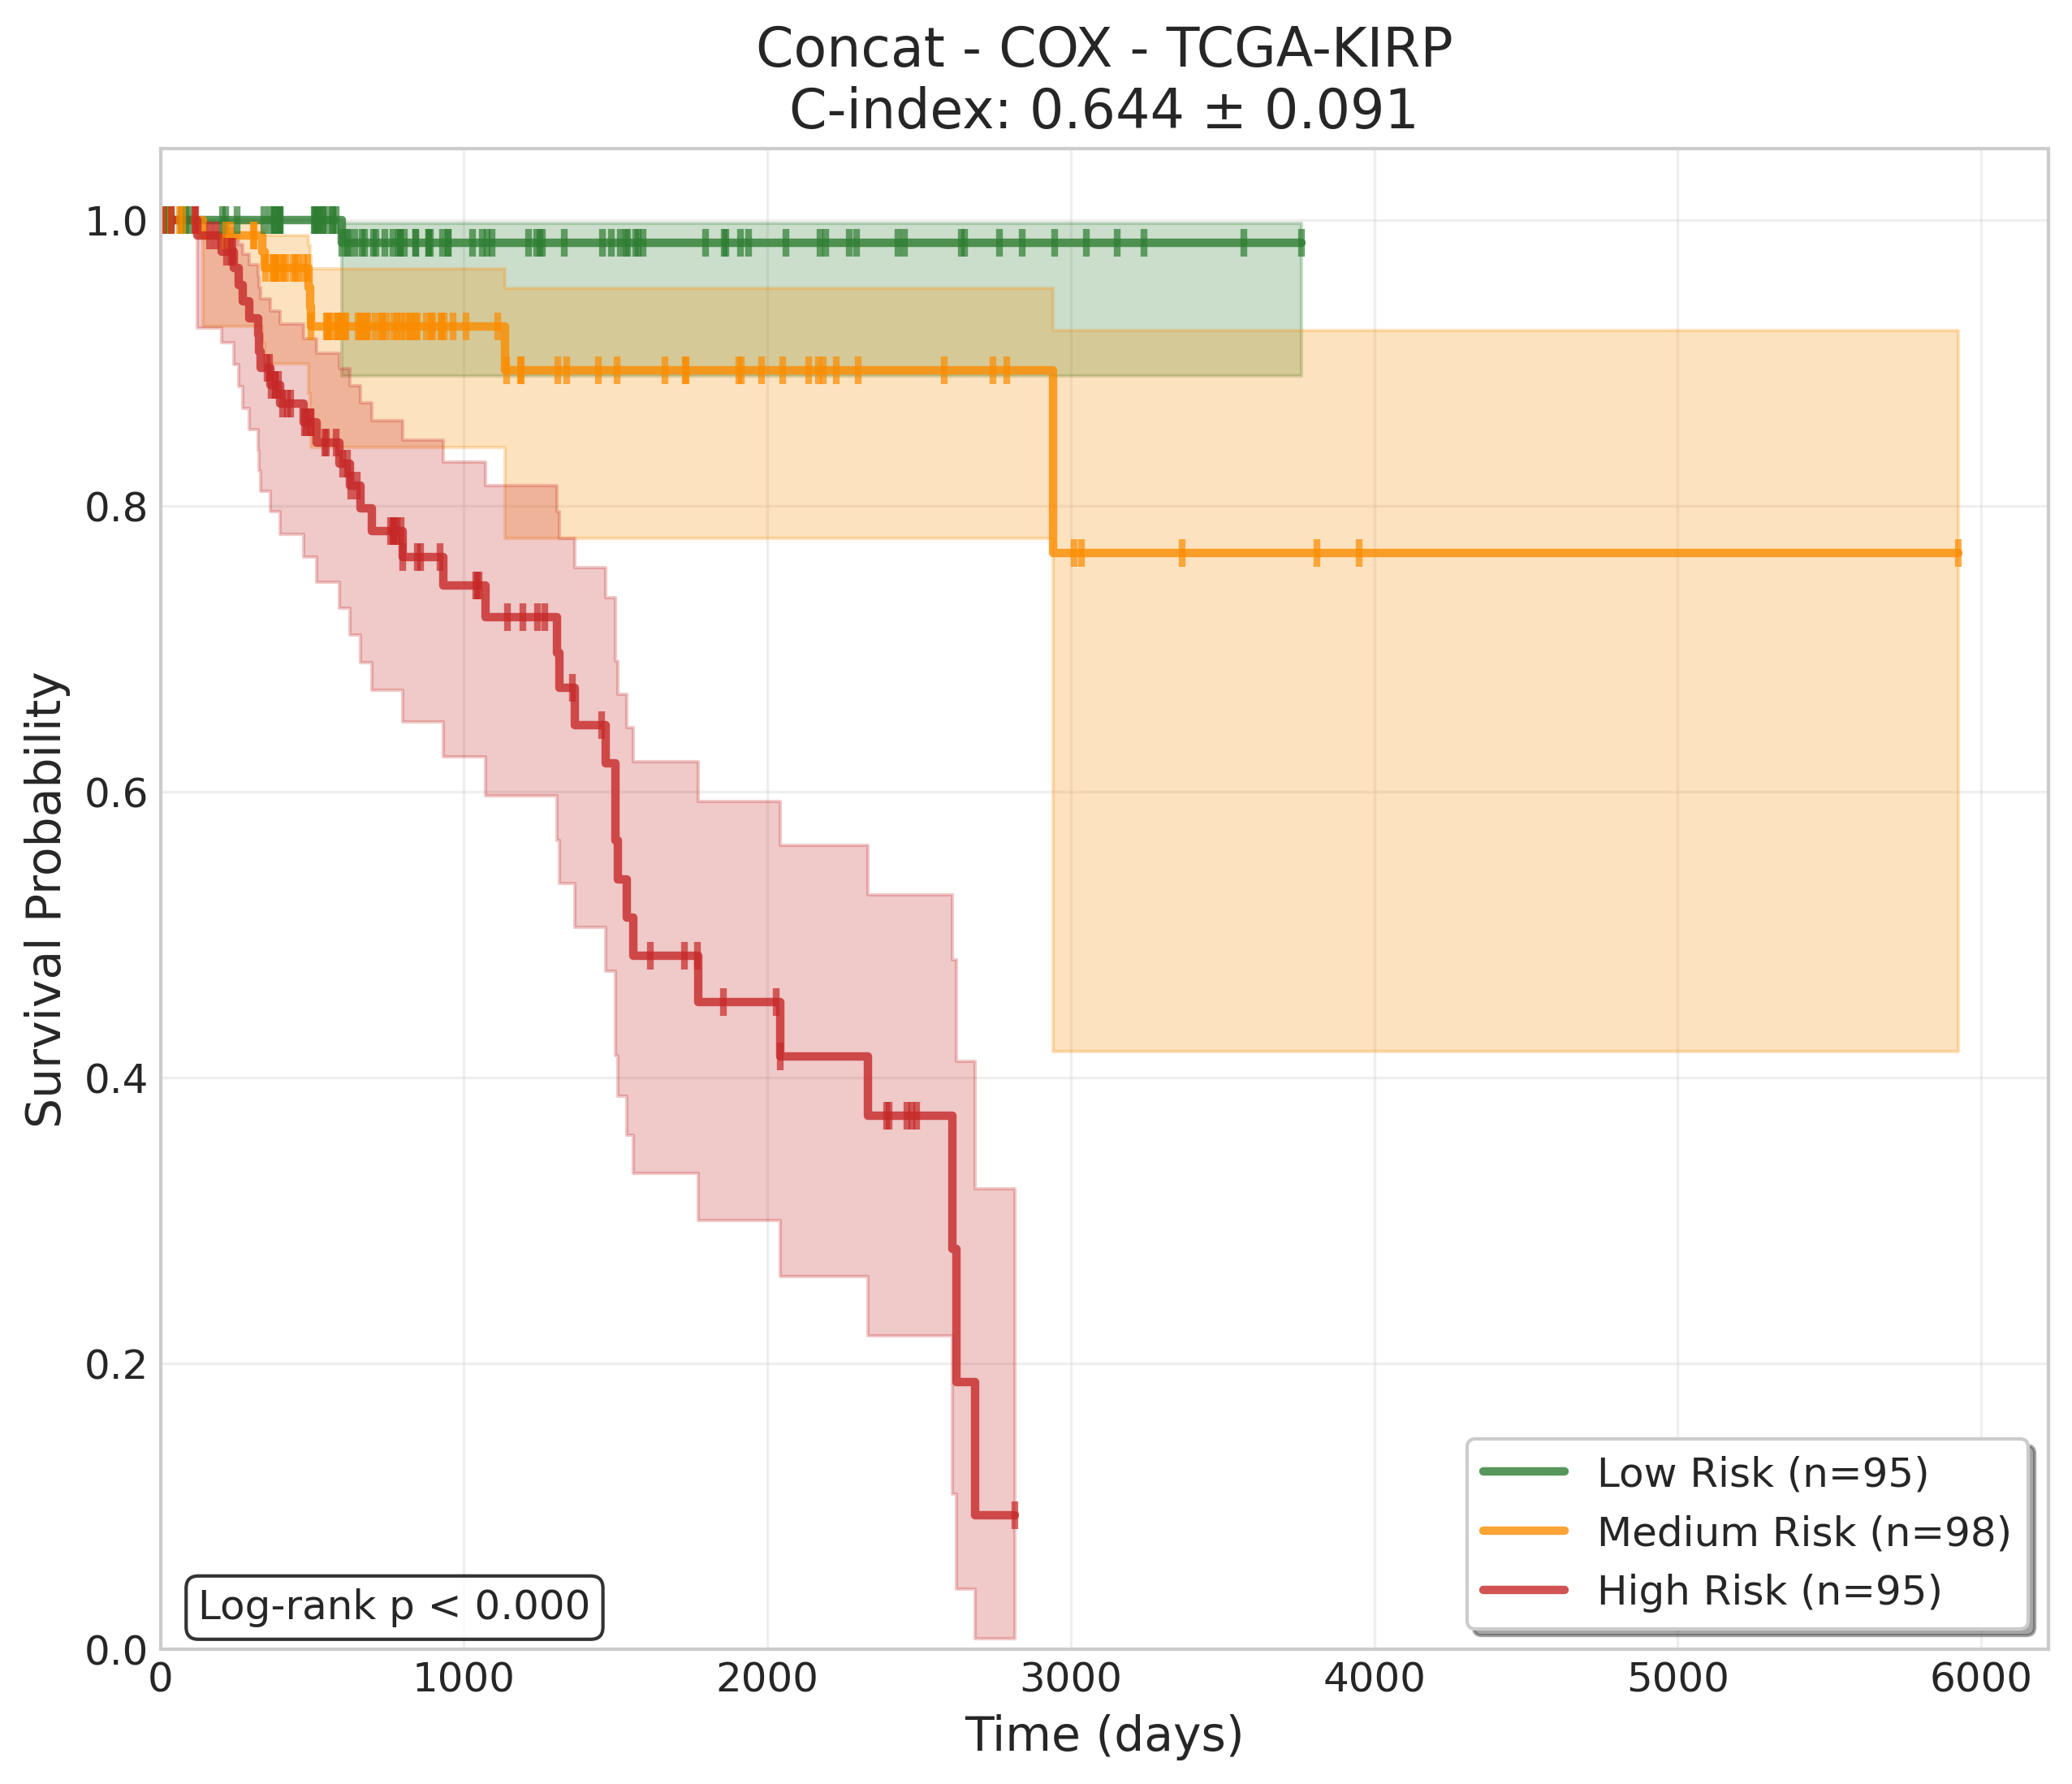 Concat - COX - TCGA-KIRP
C-index: 0.644 ± 0.091
Survival Probability
1.0
0.8
0.6
0.4
0.2
0.0
0 1000 2000 3000 4000 5000 6000
Time (days)
Log-rank p < 0.000
Low Risk (n=95)
Medium Risk (n=98)
High Risk (n=95)